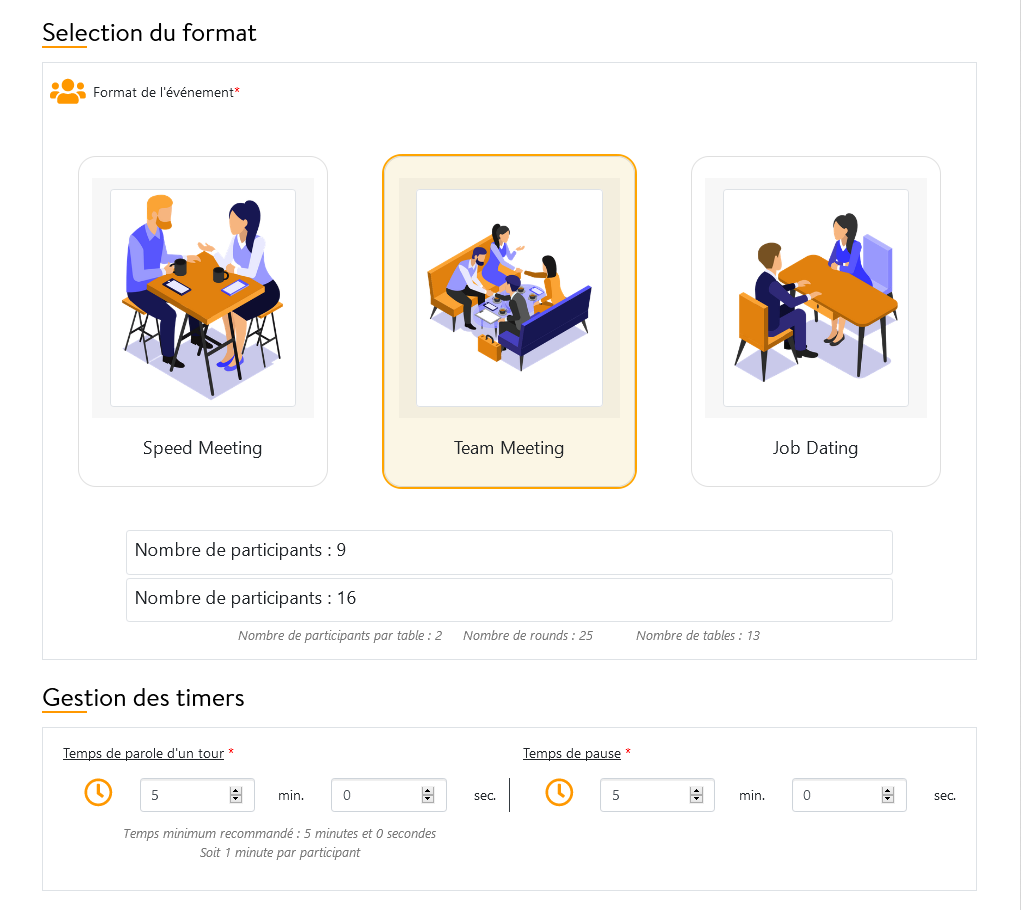 Selection du format
Format de l'événement*
Speed Meeting
Team Meeting
Job Dating
Nombre de participants : 9
Nombre de participants : 16
Nombre de participants par table : 2 Nombre de rounds : 25 Nombre de tables : 13
Gestion des timers
Temps de parole d'un tour * Temps de pause *
5 min. 0 sec. 5 min. 0 sec.
Temps minimum recommandé : 5 minutes et 0 secondes
Soit 1 minute par participant